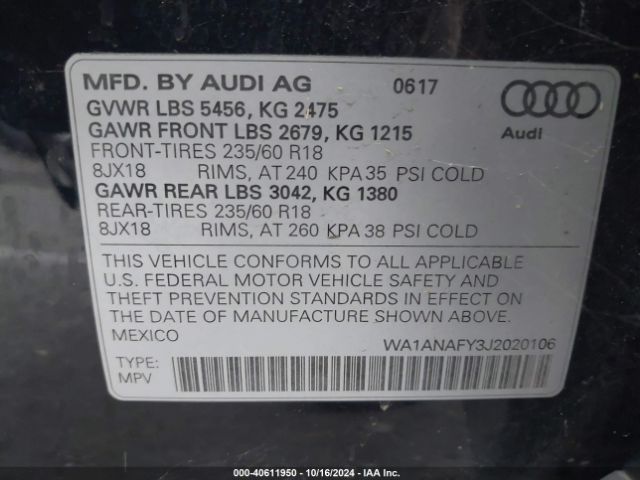 MFD. BY AUDI AG 0617
GVWR LBS 5456, KG 2475
GAWR FRONT LBS 2679, KG 1215
FRONT-TIRES 235/60 R18
8JX18 RIMS, AT 240 KPA 35 PSI COLD
GAWR REAR LBS 3042, KG 1380
REAR-TIRES 235/60 R18
8JX18 RIMS, AT 260 KPA 38 PSI COLD
Audi
THIS VEHICLE CONFORMS TO ALL APPLICABLE
U.S. FEDERAL MOTOR VEHICLE SAFETY AND
THEFT PREVENTION STANDARDS IN EFFECT ON
THE DATE OF MANUFACTURE SHOWN ABOVE.
MEXICO
WA1ANAFY3J2020106
TYPE:
MPV
000-40611950 - 10/16/2024 - IAA Inc.